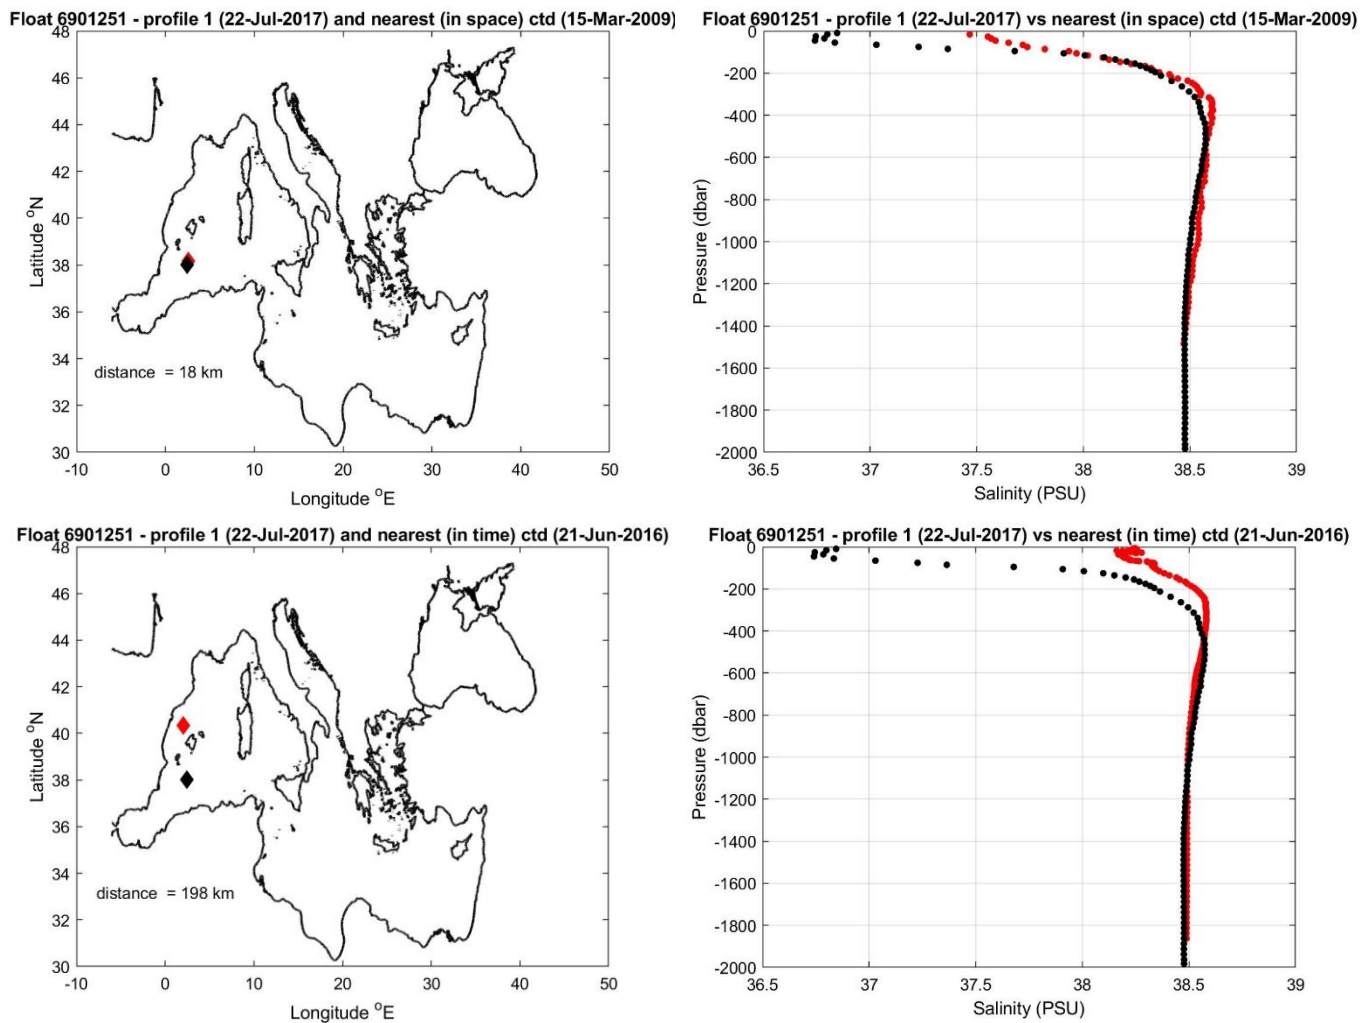 Float 6901251 - profile 1 (22-Jul-2017) and nearest (in space) ctd (15-Mar-2009)
48
46
44
42
40
38
36
34
32
30
Latitude °N
distance = 18 km
-10 0 10 20 30 40 50
Longitude °E
Float 6901251 - profile 1 (22-Jul-2017) vs nearest (in space) ctd (15-Mar-2009)
0
-200
-400
-600
-800
-1000
-1200
-1400
-1600
-1800
-2000
Pressure (dbar)
36.5 37 37.5 38 38.5 39
Salinity (PSU)
Float 6901251 - profile 1 (22-Jul-2017) and nearest (in time) ctd (21-Jun-2016)
48
46
44
42
40
38
36
34
32
30
Latitude °N
distance = 198 km
-10 0 10 20 30 40 50
Longitude °E
Float 6901251 - profile 1 (22-Jul-2017) vs nearest (in time) ctd (21-Jun-2016)
0
-200
-400
-600
-800
-1000
-1200
-1400
-1600
-1800
-2000
Pressure (dbar)
36.5 37 37.5 38 38.5 39
Salinity (PSU)